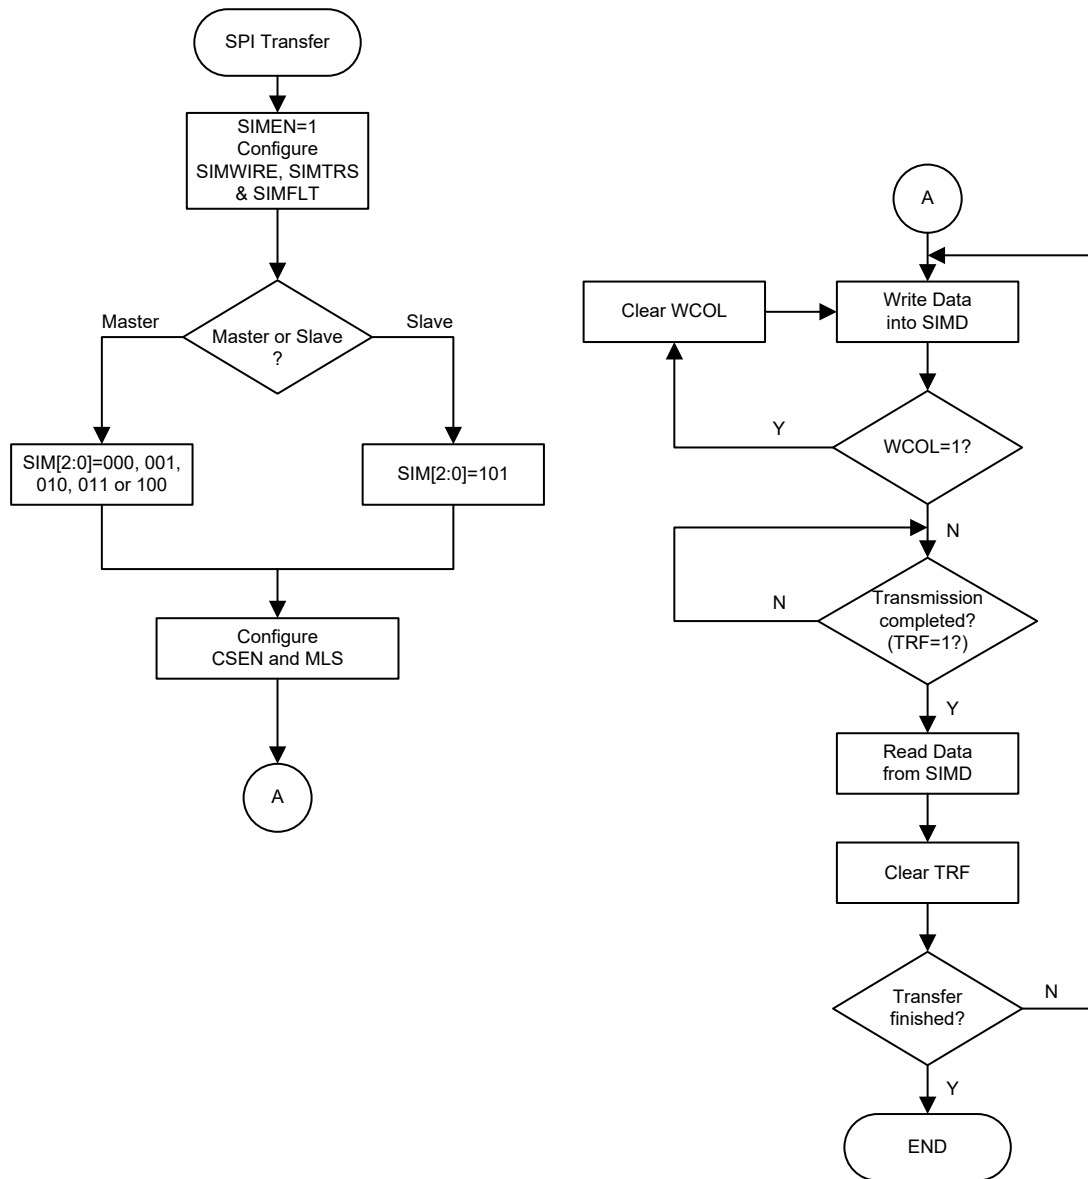 SPI Transfer
SIMEN=1
Configure
SIMWIRE, SIMTRS
& SIMFLT
Master
Master or Slave
?
Slave
SIM[2:0]=000, 001,
010, 011 or 100
SIM[2:0]=101
Configure
CSEN and MLS
A
A
Clear WCOL
Write Data
into SIMD
Y
WCOL=1?
N
N
Transmission
completed?
(TRF=1?)
Y
Read Data
from SIMD
Clear TRF
Transfer
finished?
N
Y
END